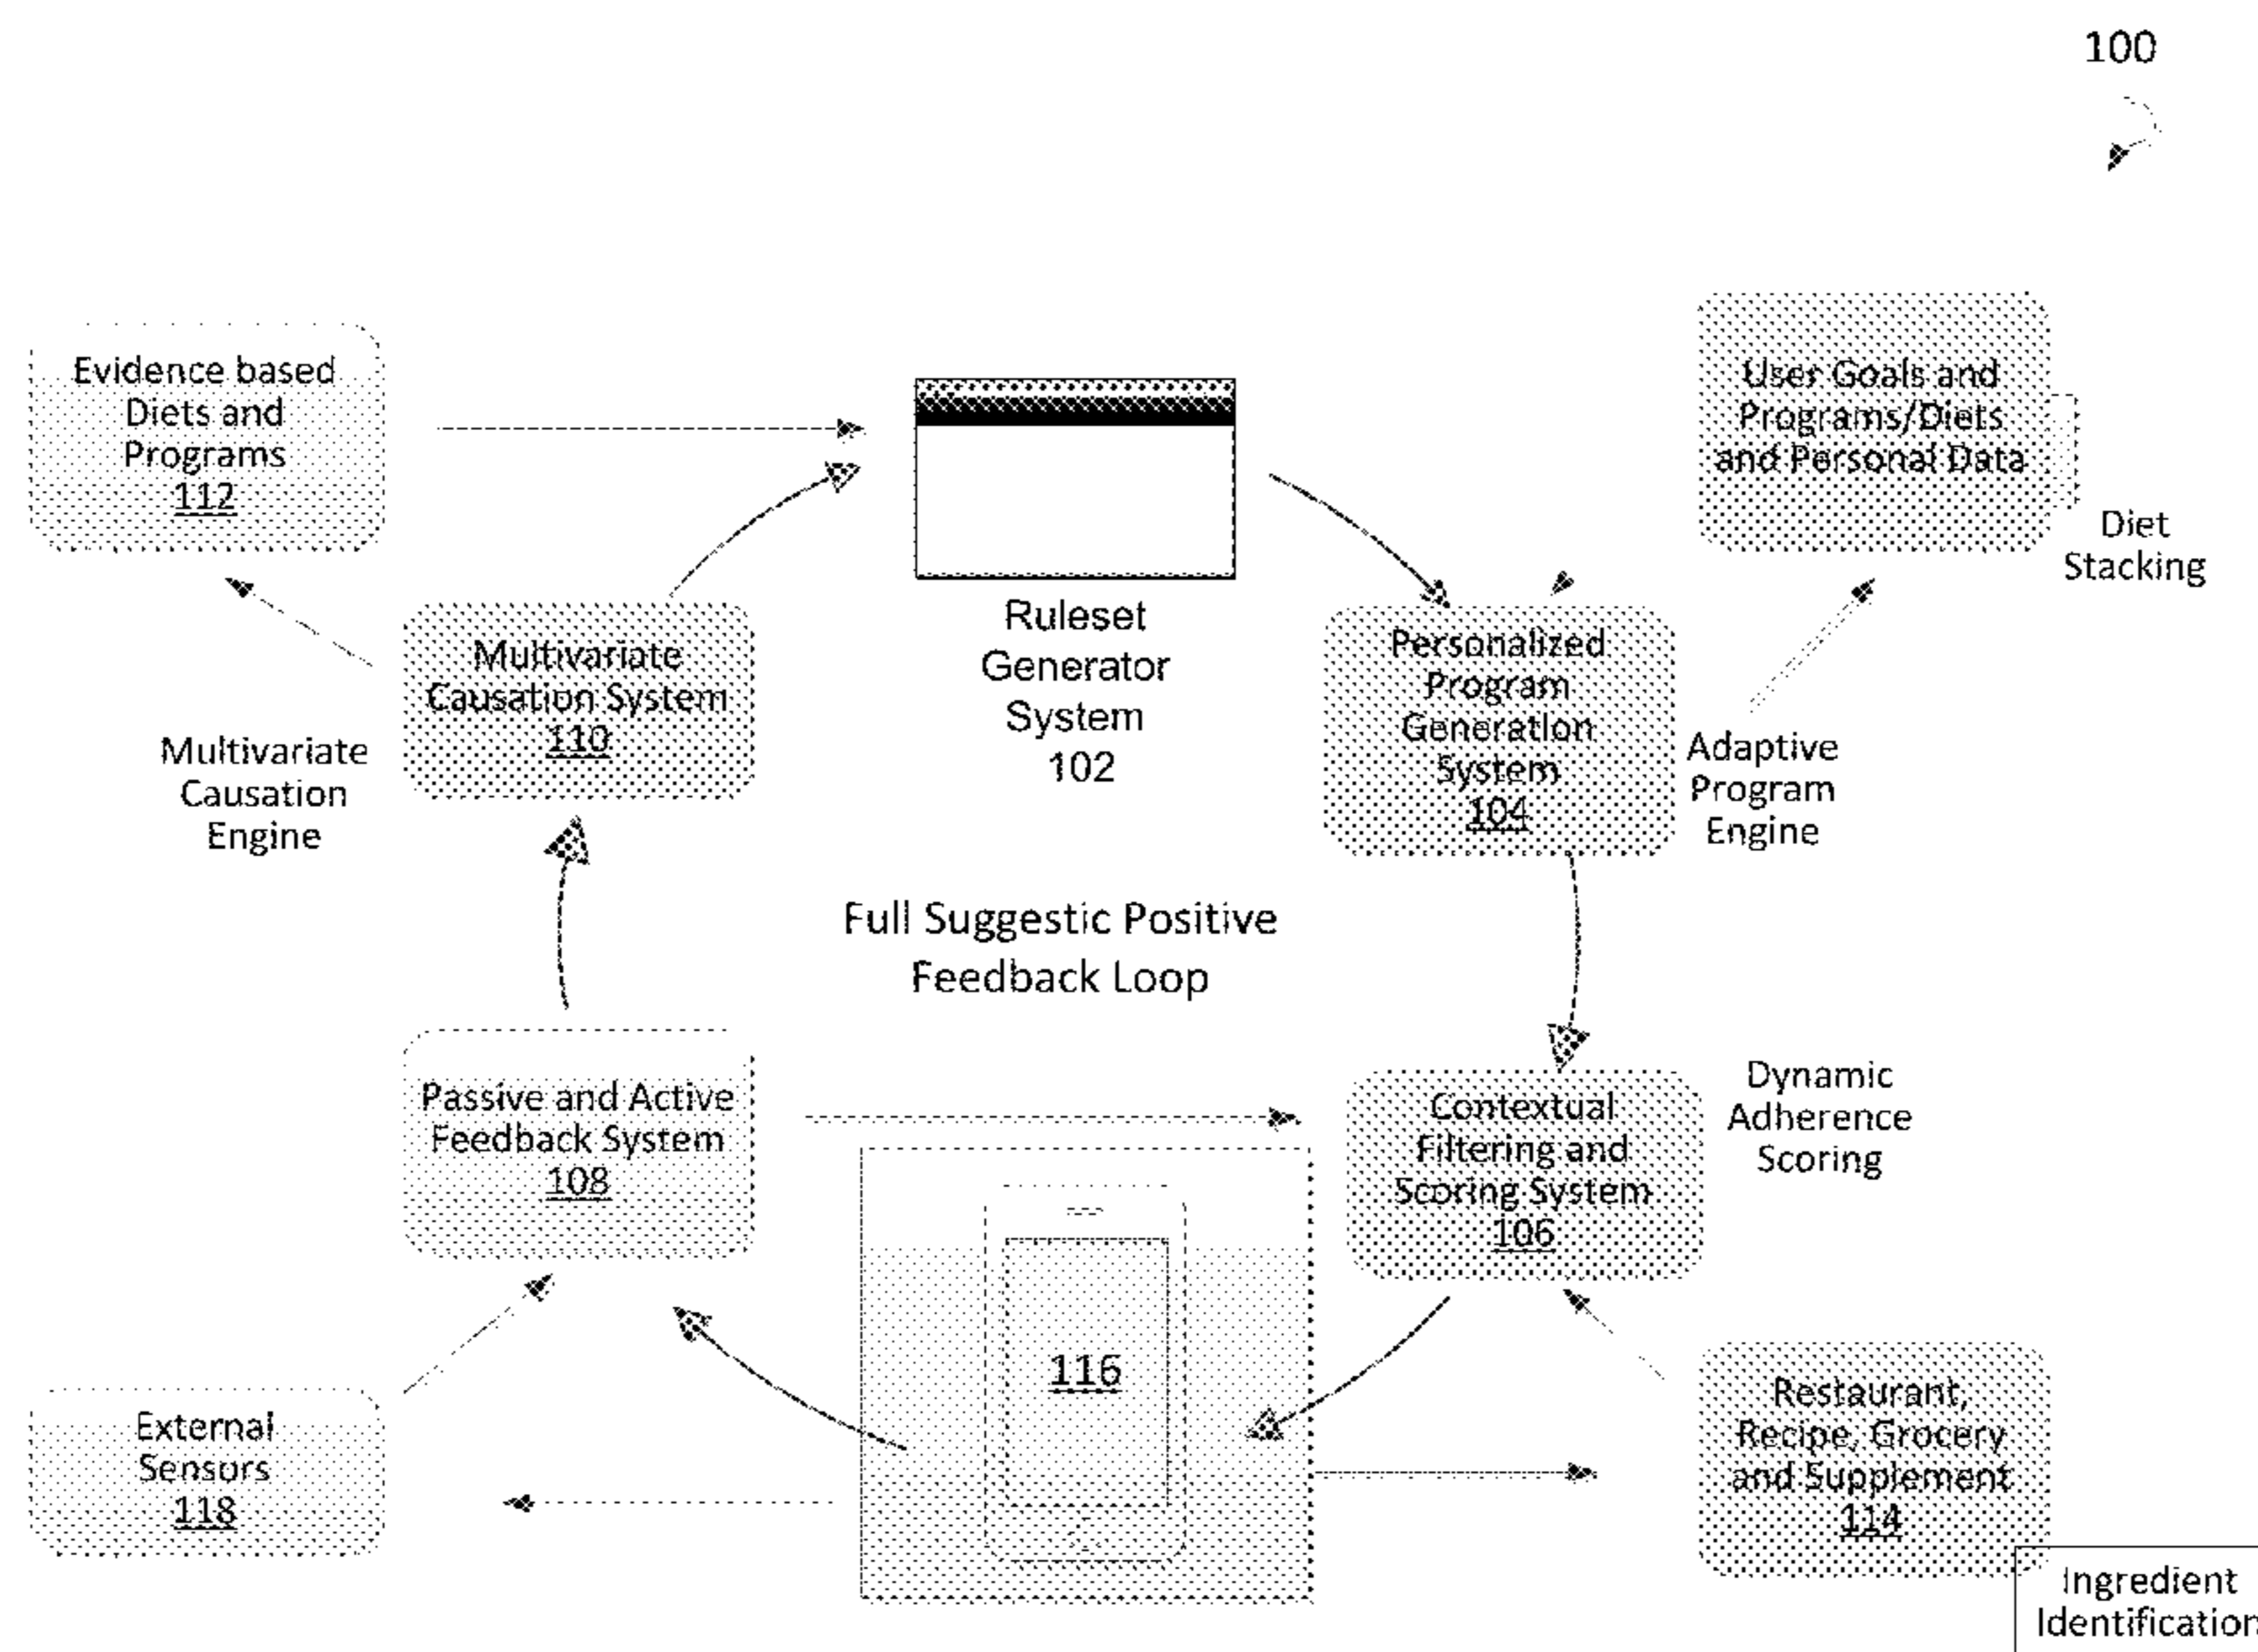 100
Evidence based
Diets and
Programs
112
User Goals and
Programs/Diets
and Personal Data
Diet
Stacking
Ruleset
Generator
System
102
Multivariate
Causation System
110
Personalized
Program
Generation
System
104
Multivariate
Causation
Engine
Adaptive
Program
Engine
Full Suggestic Positive
Feedback Loop
Passive and Active
Feedback System
108
Contextual
Filtering and
Scoring System
106
Dynamic
Adherence
Scoring
116
External
Sensors
118
Restaurant,
Recipe, Grocery
and Supplement
114
Ingredient
Identification